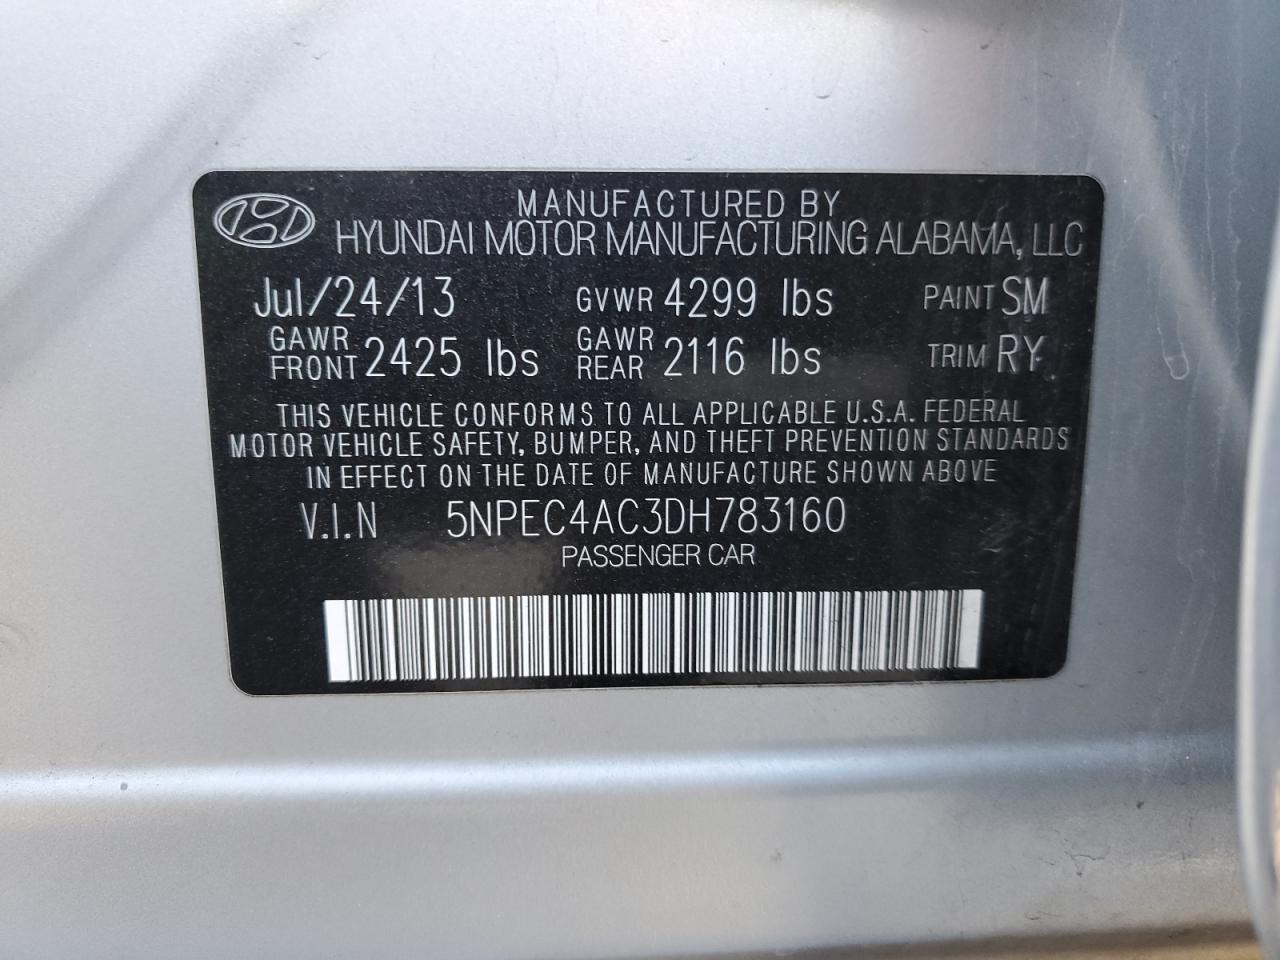 MANUFACTURED BY
HYUNDAI MOTOR MANUFACTURING ALABAMA, LLC
Jul/24/13 GVWR 4299 lbs PAINT SM
GAWR FRONT 2425 lbs GAWR REAR 2116 lbs TRIM RY
THIS VEHICLE CONFORMS TO ALL APPLICABLE U.S.A. FEDERAL
MOTOR VEHICLE SAFETY, BUMPER, AND THEFT PREVENTION STANDARDS
IN EFFECT ON THE DATE OF MANUFACTURE SHOWN ABOVE
V.I.N 5NPEC4AC3DH783160
PASSENGER CAR